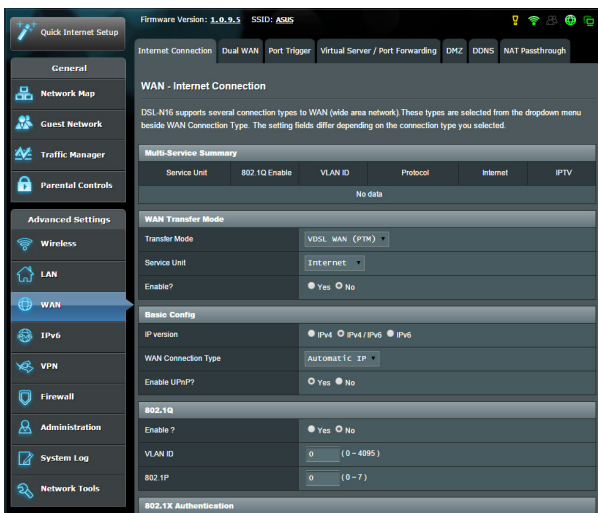 Quick Internet Setup
General
Network Map
Guest Network
Traffic Manager
Parental Controls
Advanced Settings
Wireless
LAN
WAN
IPv6
VPN
Firewall
Administration
System Log
Network Tools
Firmware Version: 1.0.9.5 SSID: ASUS
Internet Connection Dual WAN Port Trigger Virtual Server / Port Forwarding DMZ DDNS NAT Passthrough
WAN - Internet Connection
DSL-N16 supports several connection types to WAN (wide area network).These types are selected from the dropdown menu
beside WAN Connection Type. The setting fields differ depending on the connection type you selected.
Multi-Service Summary
Service Unit 802.1Q Enable VLAN ID Protocol Internet IPTV
No data
WAN Transfer Mode
Transfer Mode VDSL WAN (PTM)
Service Unit Internet
Enable? Yes No
Basic Config
IP version IPv4 IPv4 / IPv6 IPv6
WAN Connection Type Automatic IP
Enable UPnP? Yes No
802.1Q
Enable ? Yes No
VLAN ID 0 (0~4095)
802.1P 0 (0~7)
802.1X Authentication